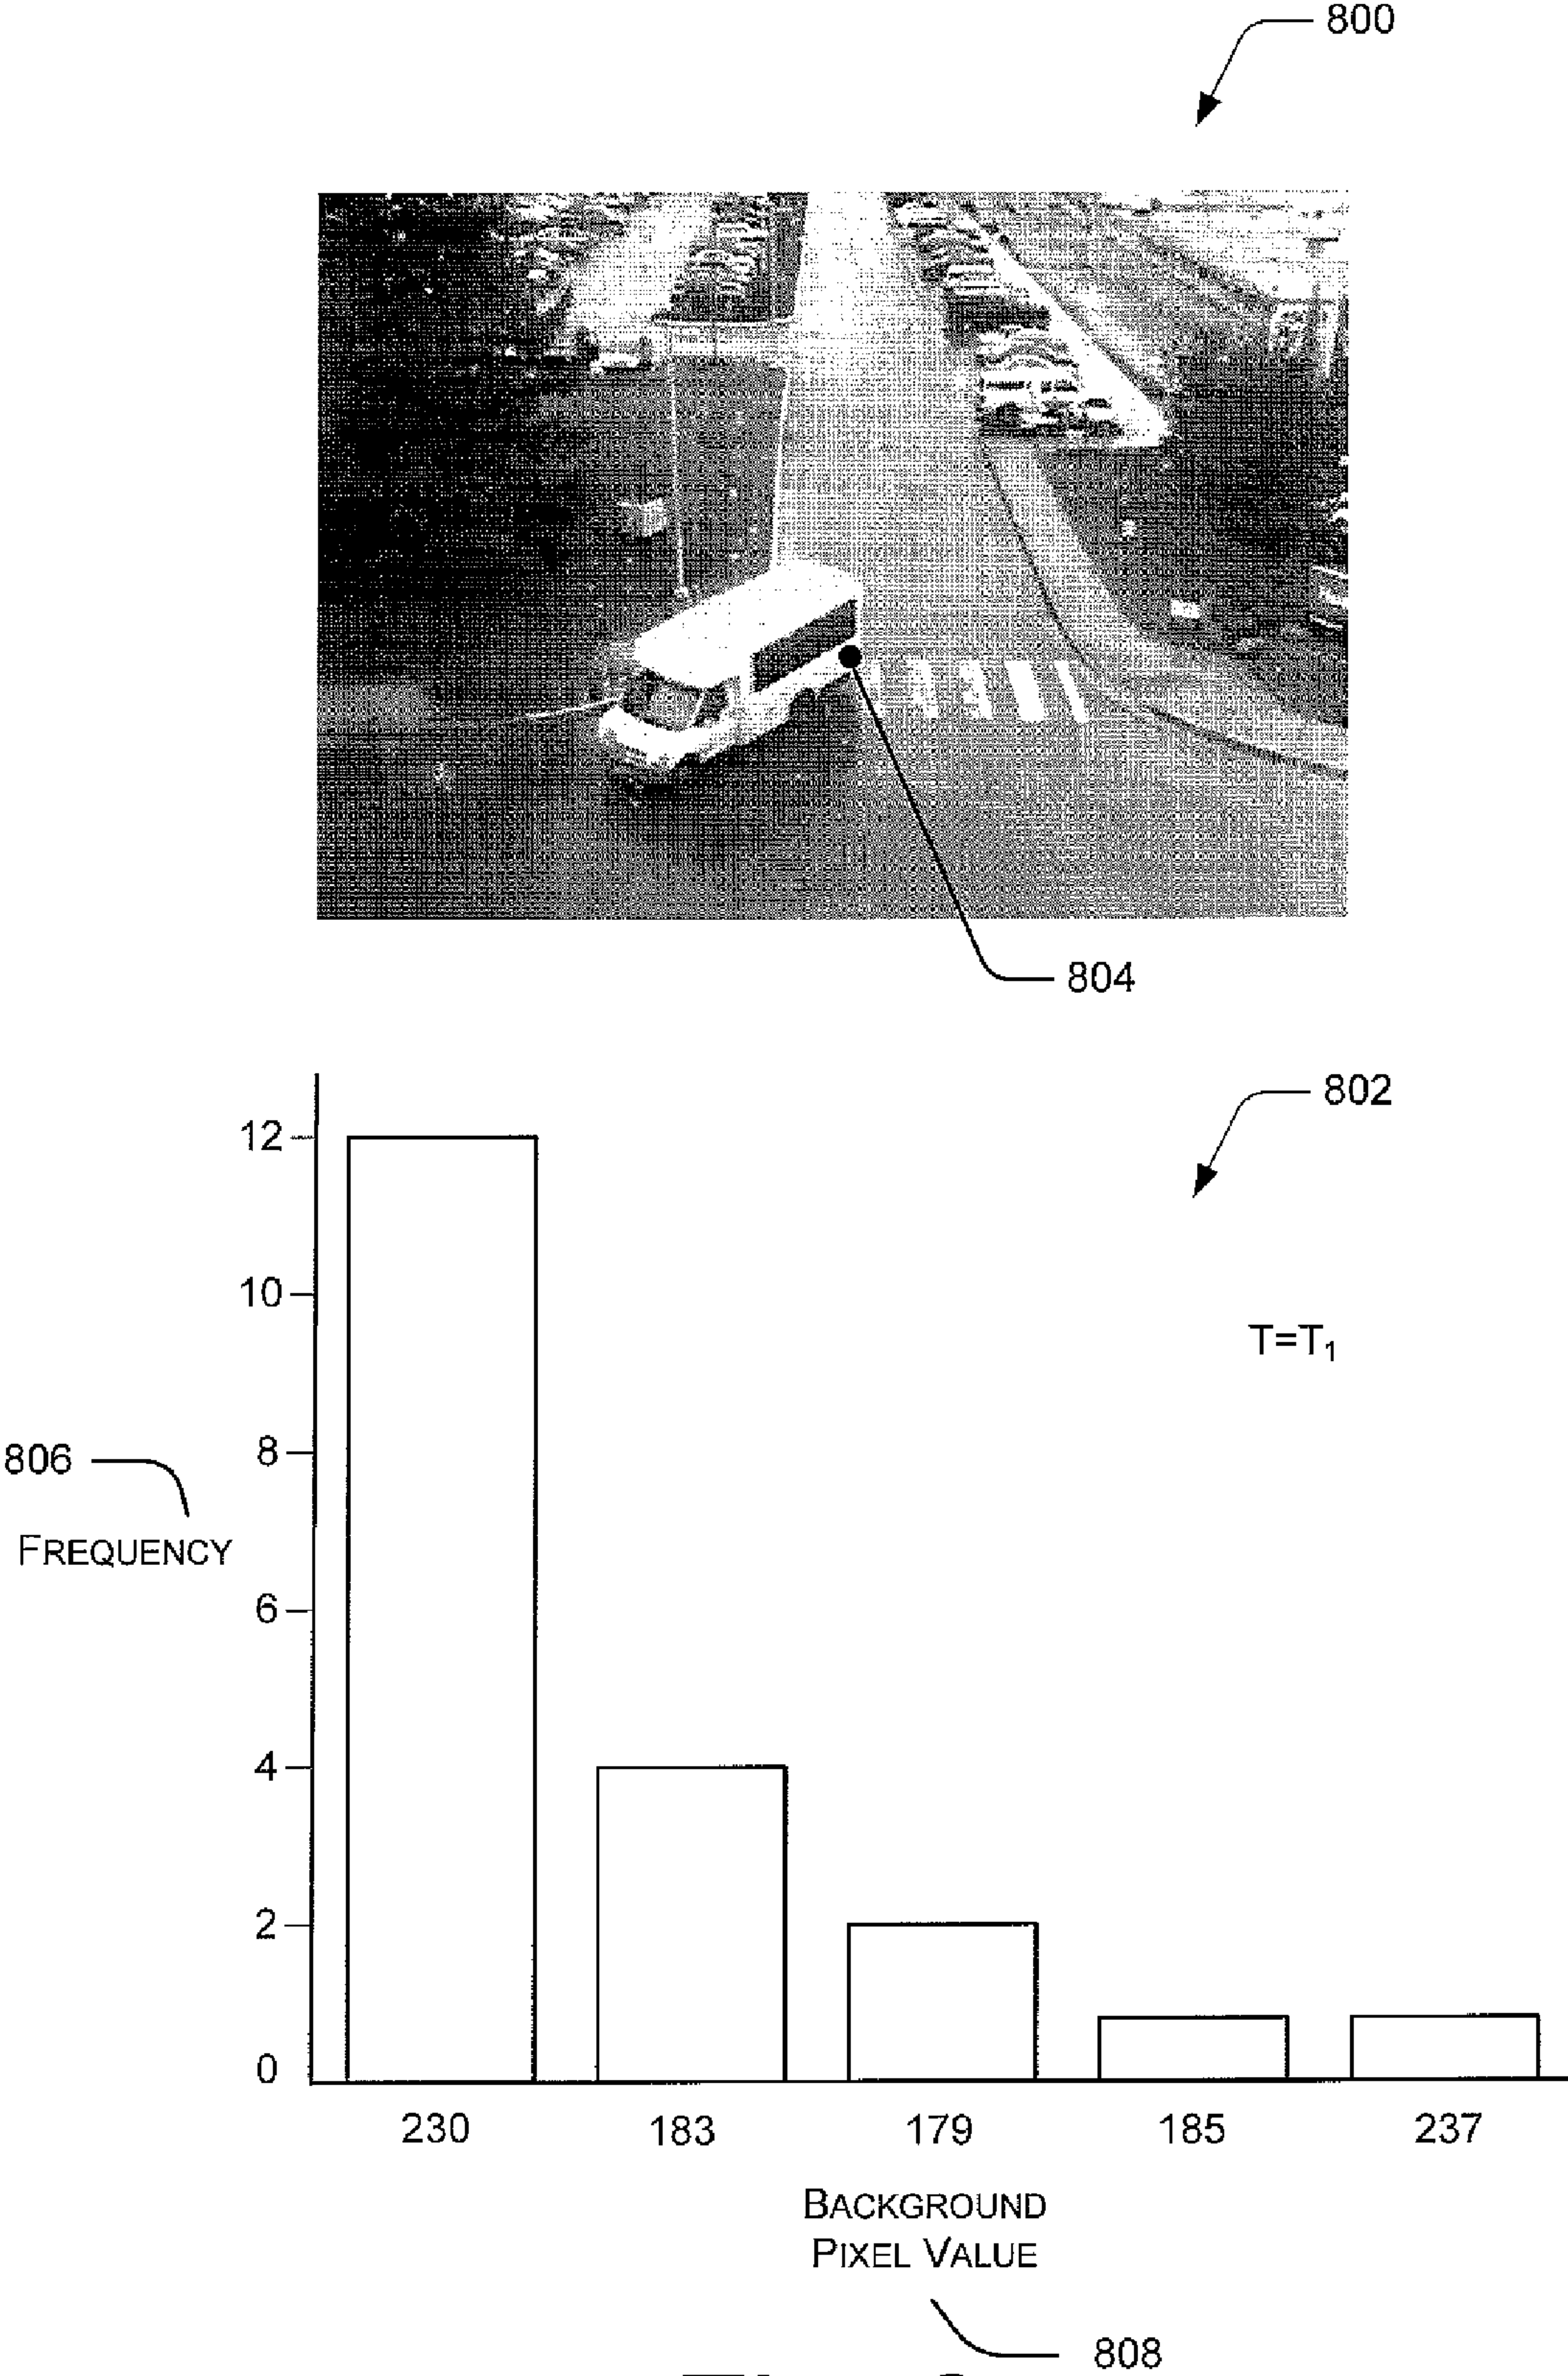 800
804
802
12
10
T=T1
8
806
FREQUENCY
6
4
2
0
230 183 179 185 237
BACKGROUND
PIXEL VALUE
808